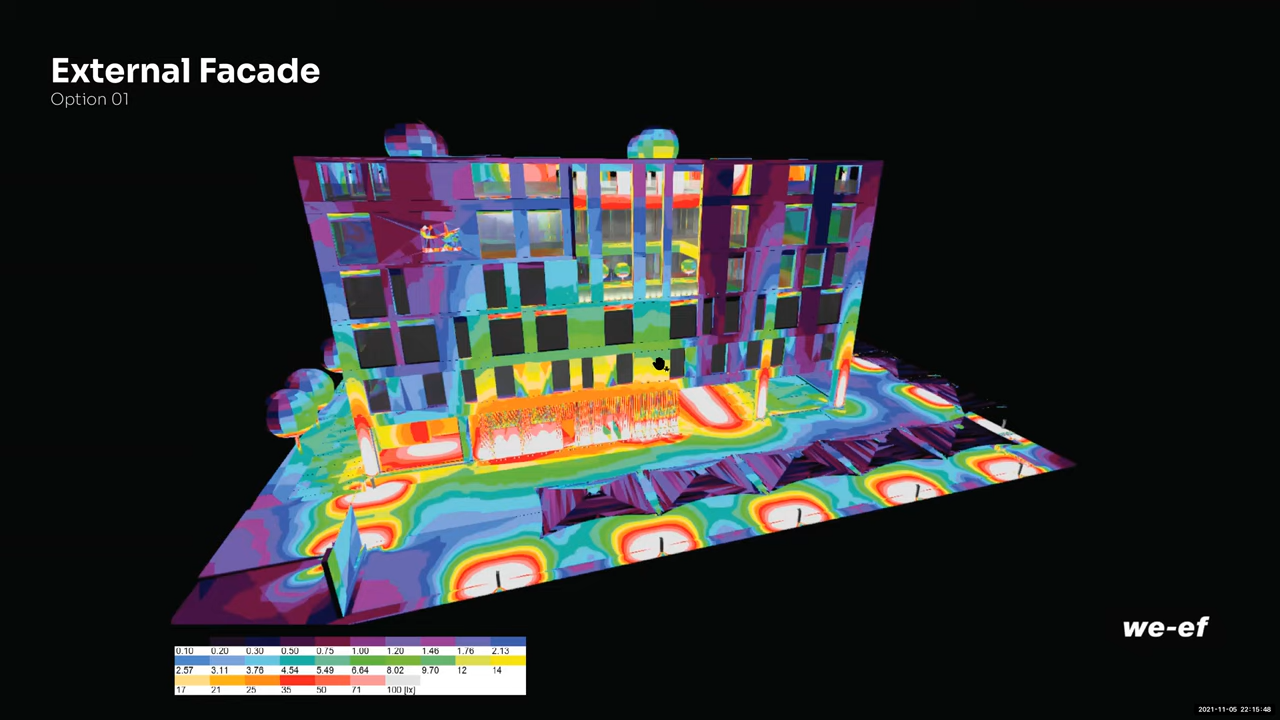 External Facade
Option 01
we-ef
0.10 0.20 0.30 0.50 0.75 1.00 1.20 1.46 1.76 2.13
2.57 3.11 3.76 4.54 5.49 6.64 8.02 9.70 12 14
17 21 25 35 50 71 100 [lx]
2021-11-05 22:15:48